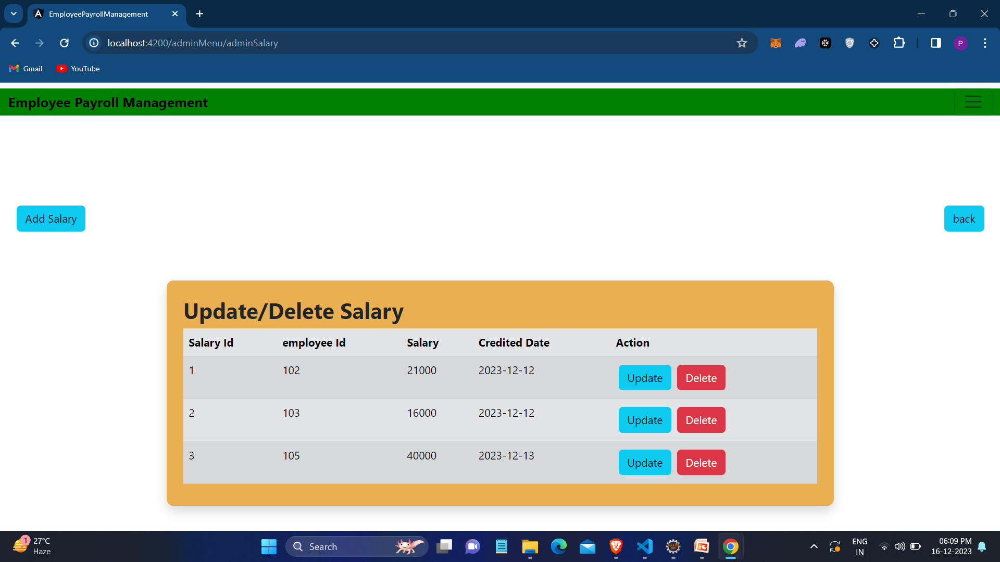 EmployeePayrollManagement
localhost:4200/adminMenu/adminSalary
P
Gmail YouTube
Employee Payroll Management
Add Salary back
Update/Delete Salary
Salary Id employee Id Salary Credited Date Action
1 102 21000 2023-12-12 Update Delete
2 103 16000 2023-12-12 Update Delete
3 105 40000 2023-12-13 Update Delete
1 27°C
Haze
Search
ENG
IN
06:09 PM
16-12-2023